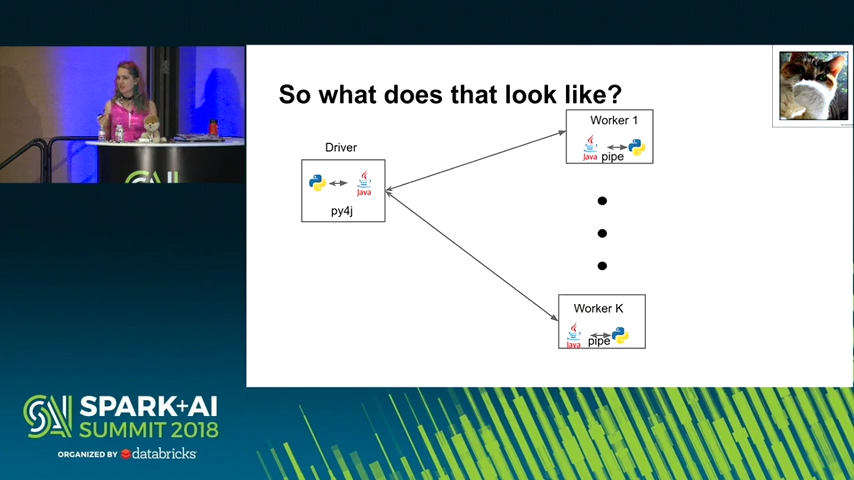 So what does that look like?
Driver
Java
py4j
Worker 1
Java
pipe
Worker K
Java
pipe
SPARK+AI
SUMMIT 2018
ORGANIZED BY databricks